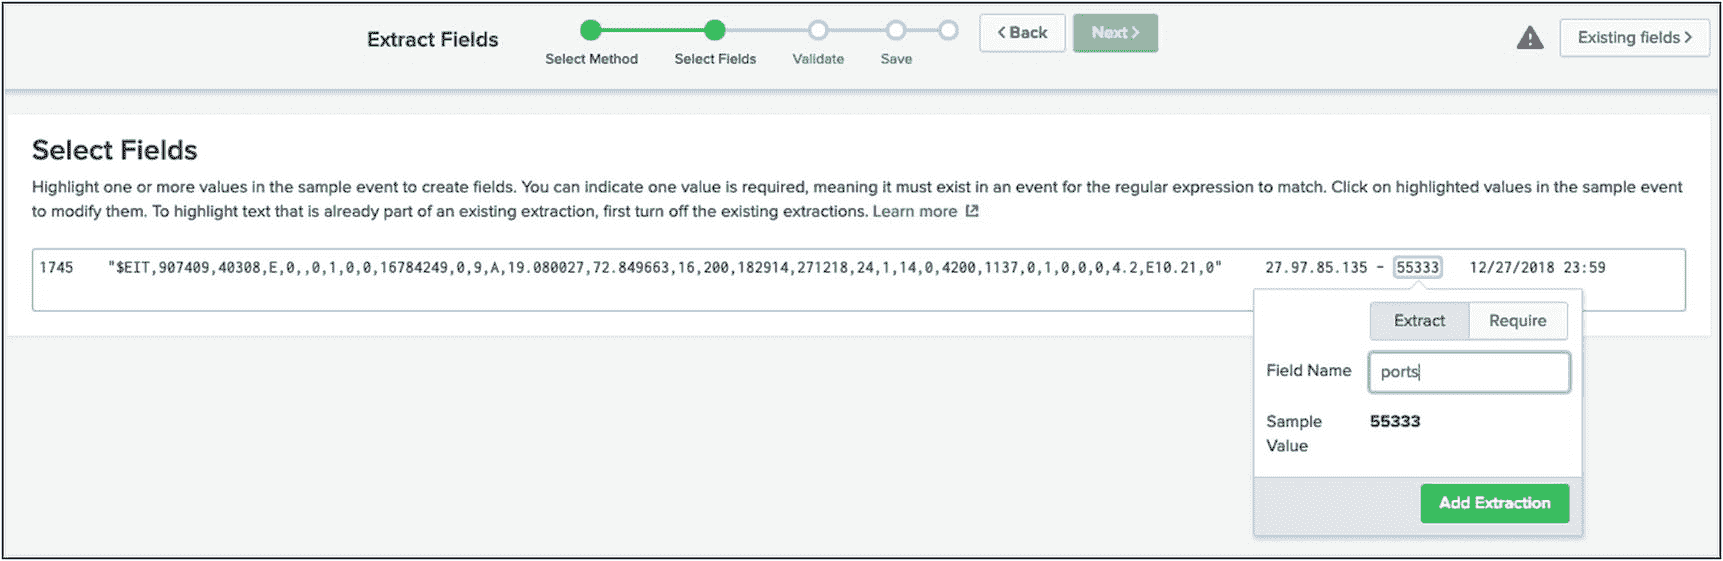 Extract Fields
Select Method
Select Fields
Validate
Save
< Back
Next >
Existing fields >
Select Fields
Highlight one or more values in the sample event to create fields. You can indicate one value is required, meaning it must exist in an event for the regular expression to match. Click on highlighted values in the sample event
to modify them. To highlight text that is already part of an existing extraction, first turn off the existing extractions. Learn more
1745 "$EIT,907409,40308,E,0,,0,1,0,0,16784249,0,9,A,19.080027,72.849663,16,200,182914,271218,24,1,14,0,4200,1137,0,1,0,0,0,4.2,E10.21,0" 27.97.85.135 - 55333 12/27/2018 23:59
Extract Require
Field Name ports
Sample Value 55333
Add Extraction